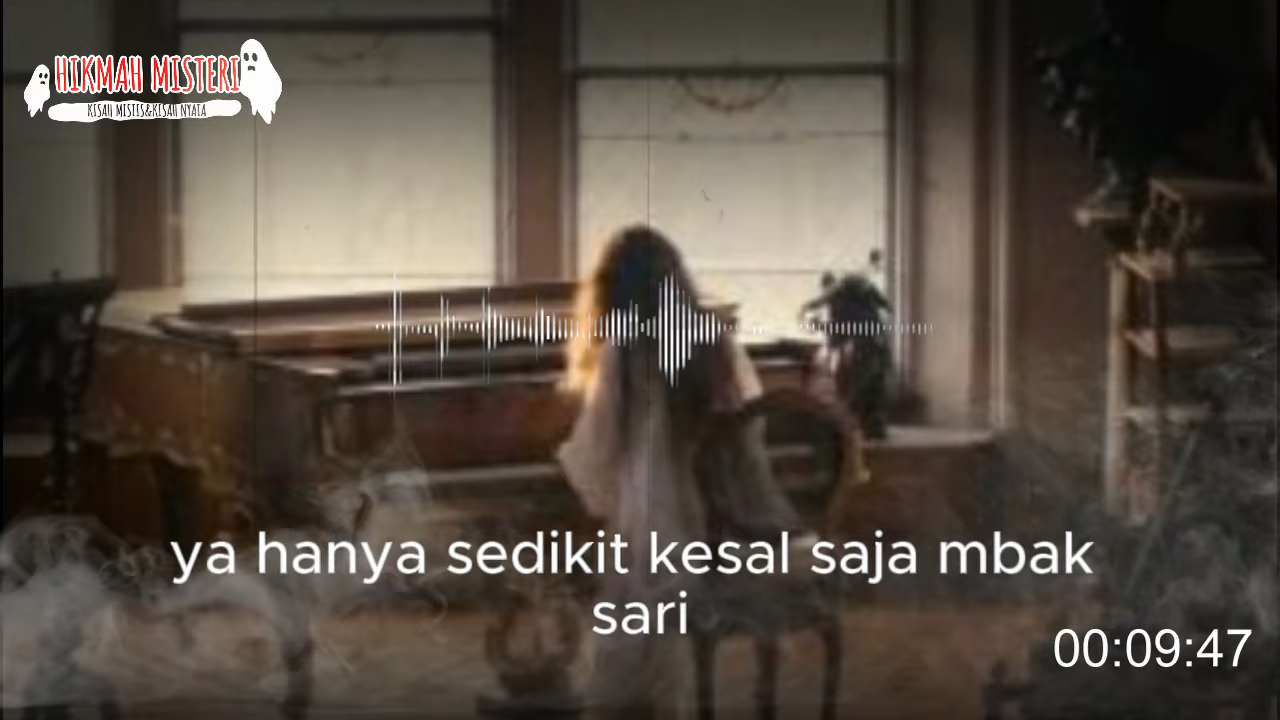 HIKMAH MISTERI
KISAH MISTIS&KISAH NYATA
ya hanya sedikit kesal saja mbak
sari
00:09:47